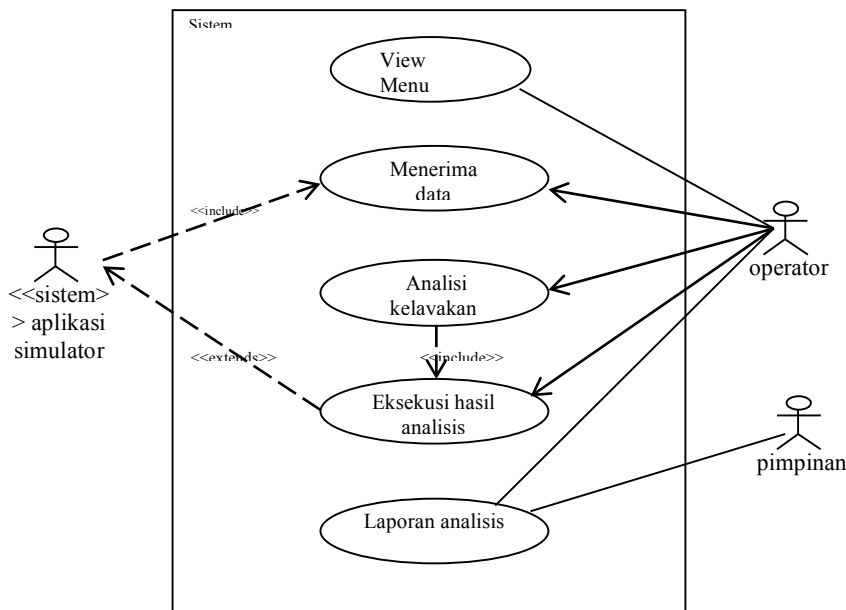 Sistem
View
Menu
Menerima
data
<<include>>
operator
Analisi
kelayakan
<<sistem>
> aplikasi
simulator
<<extends>>
<<include>>
Eksekusi hasil
analisis
pimpinan
Laporan analisis